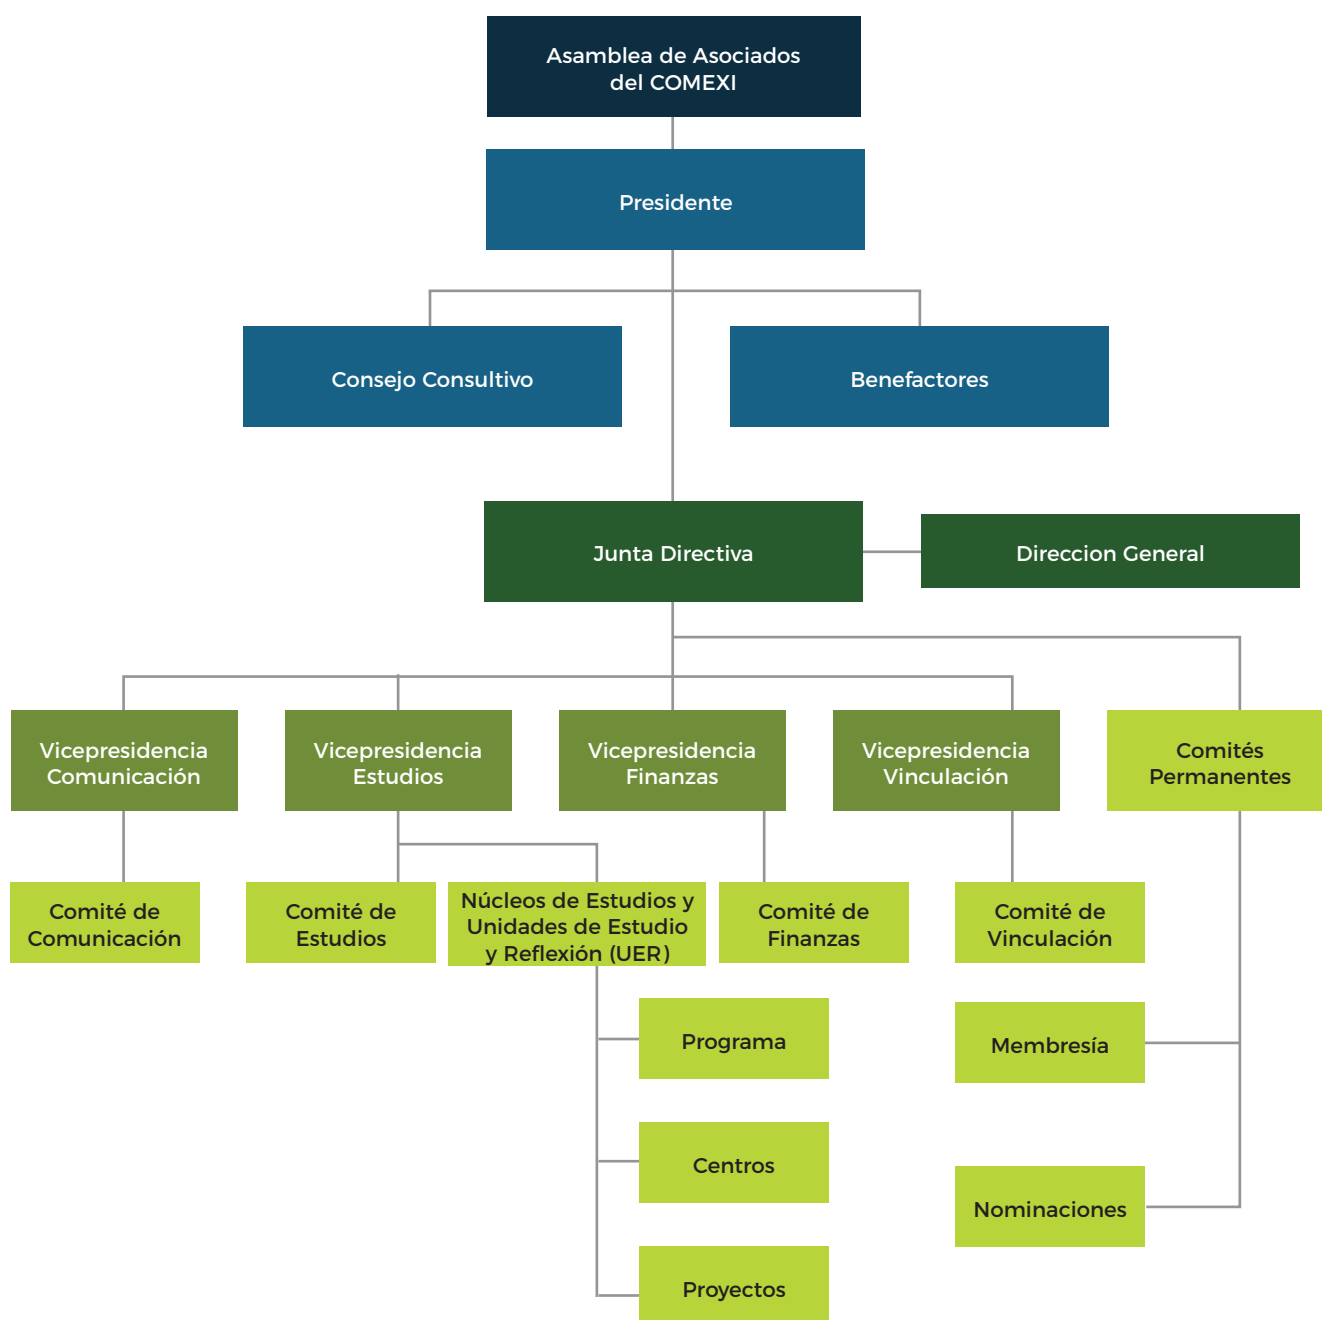 Asamblea de Asociados
del COMEXI
Presidente
Consejo Consultivo
Benefactores
Junta Directiva
Direccion General
Vicepresidencia
Comunicación
Vicepresidencia
Estudios
Vicepresidencia
Finanzas
Vicepresidencia
Vinculación
Comités
Permanentes
Comité de
Comunicación
Comité de
Estudios
Núcleos de Estudios y
Unidades de Estudio
y Reflexión (UER)
Comité de
Finanzas
Comité de
Vinculación
Programa
Membresía
Centros
Nominaciones
Proyectos